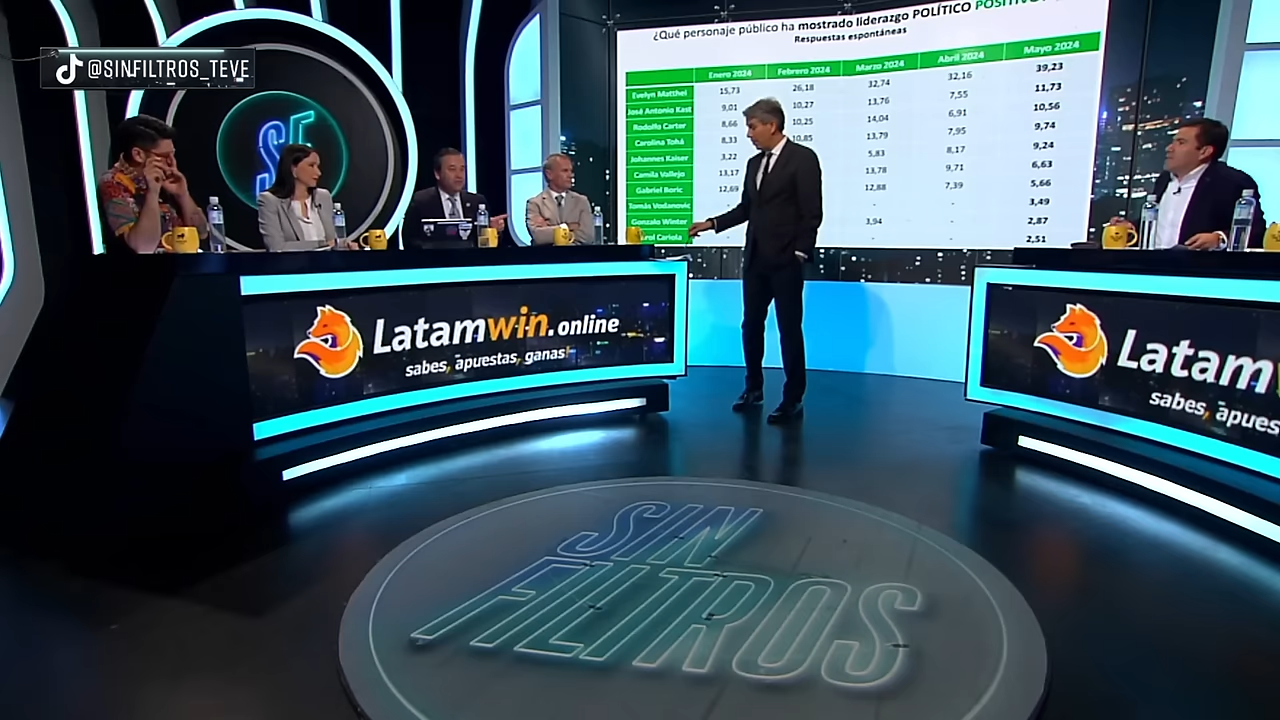 @SINFILTROS_TEVE
SF
¿Qué personaje público ha mostrado liderazgo POLÍTICO POSITIVO
Respuestas espontáneas
Enero 2024 Febrero 2024 Marzo 2024 Abril 2024 Mayo 2024
Evelyn Matthei 15,73 26,18 32,74 32,16 39,23
José Antonio Kast 9,01 10,27 13,76 7,55 11,73
Rodolfo Carter 8,66 10,25 14,04 6,91 10,56
Carolina Tohá 8,33 10,85 13,79 7,95 9,74
Johannes Kaiser 3,22 5,83 8,17 9,24
Camila Vallejo 13,17 13,78 9,71 6,63
Gabriel Boric 12,69 12,88 7,39 5,66
Tomás Vodanovic - - - 3,49
Gonzalo Winter - 3,94 - 2,87
rol Cariola - - - 2,51
Latamwin.online
sabes, apuestas, ganas!
Latam
sabes, apues
SIN
FILTROS